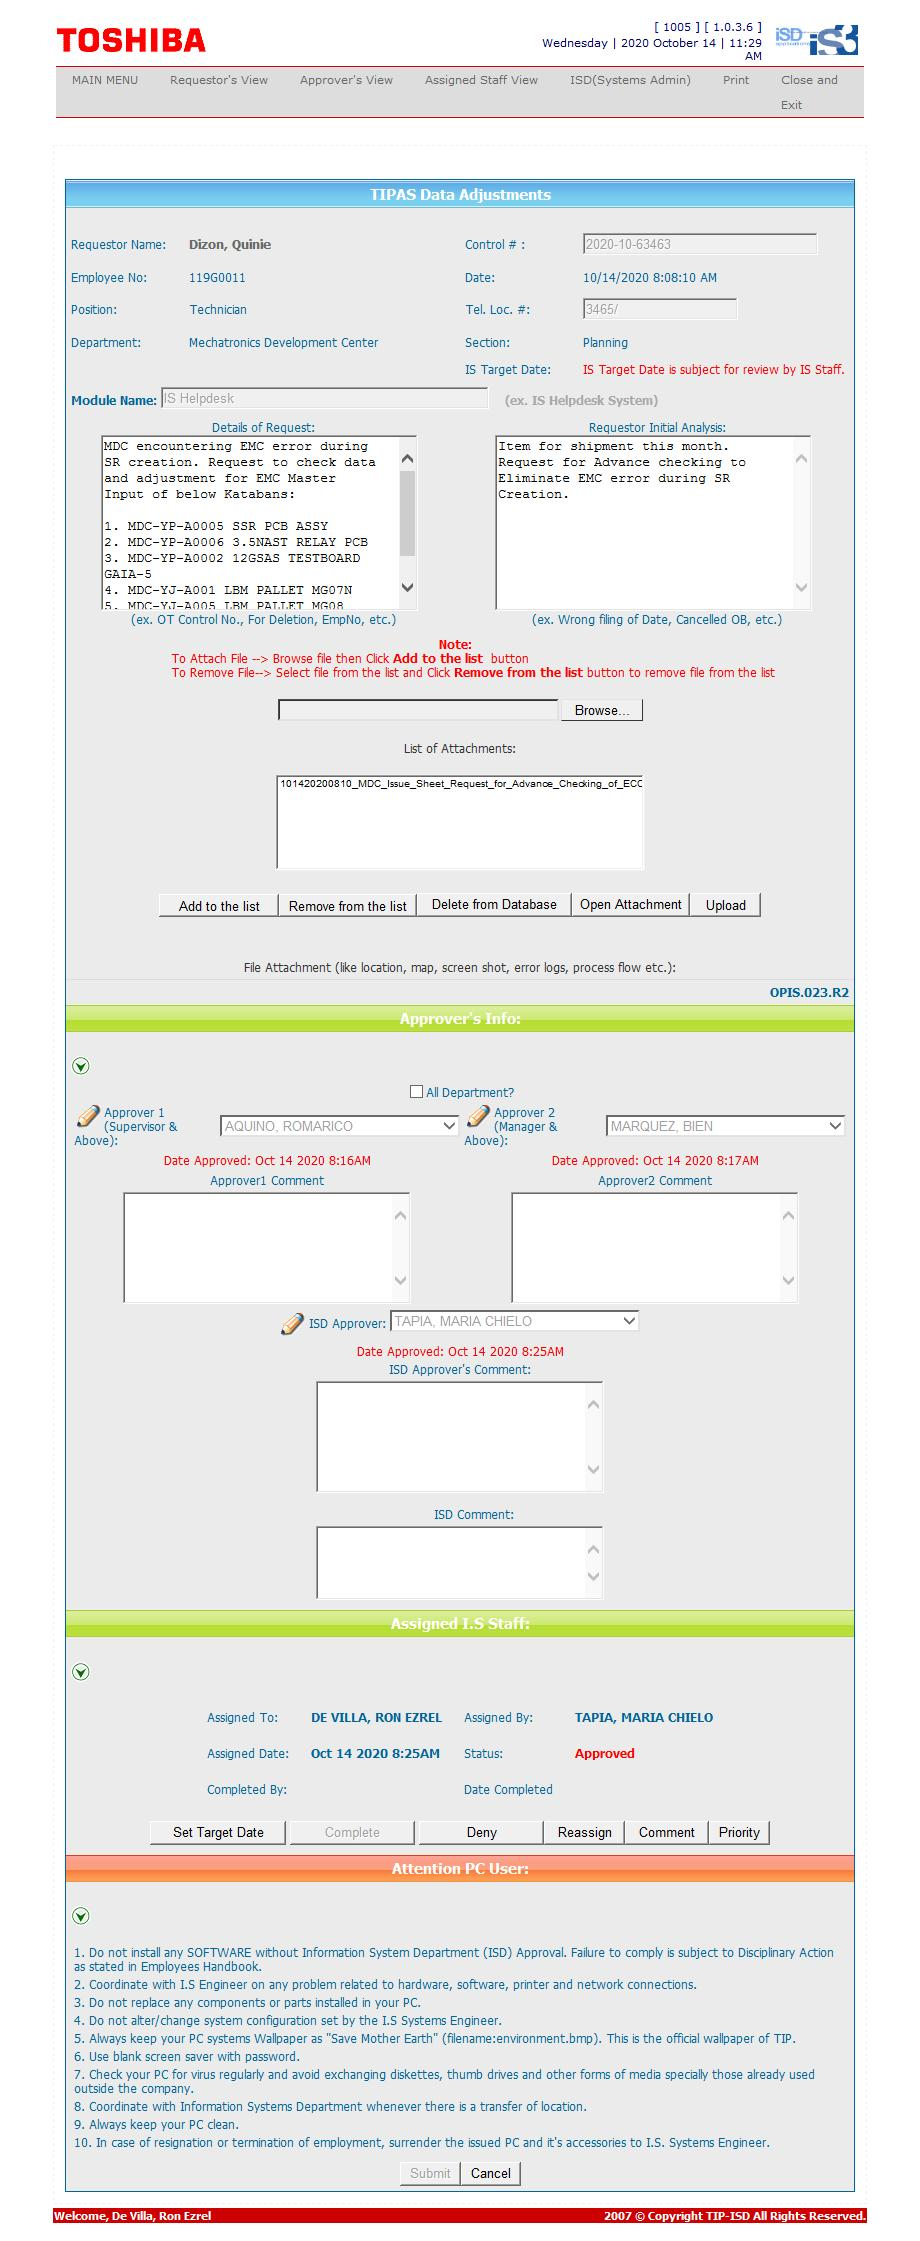 TOSHIBA
[ 1005 ] [ 1.0.3.6 ]
Wednesday | 2020 October 14 | 11:29
AM
iSD iS3
MAIN MENU Requestor's View Approver's View Assigned Staff View ISD(Systems Admin) Print Close and
Exit
TIPAS Data Adjustments
Requestor Name: Dizon, Quinie Control # : 2020-10-63463
Employee No: 119G0011 Date: 10/14/2020 8:08:10 AM
Position: Technician Tel. Loc. #: 3465/
Department: Mechatronics Development Center Section: Planning
IS Target Date: IS Target Date is subject for review by IS Staff.
Module Name: IS Helpdesk (ex. IS Helpdesk System)
Details of Request:
MDC encountering EMC error during
SR creation. Request to check data
and adjustment for EMC Master
Input of below Katabans:
1. MDC-YP-A0005 SSR PCB ASSY
2. MDC-YP-A0006 3.5NAST RELAY PCB
3. MDC-YP-A0002 12GSAS TESTBOARD
GAIA-5
4. MDC-YJ-A001 LBM PALLET MG07N
5. MDC-YJ-A005 LBM PALLET MG08
(ex. OT Control No., For Deletion, EmpNo, etc.)
Requestor Initial Analysis:
Item for shipment this month.
Request for Advance checking to
Eliminate EMC error during SR
Creation.
(ex. Wrong filing of Date, Cancelled OB, etc.)
Note:
To Attach File --> Browse file then Click Add to the list button
To Remove File--> Select file from the list and Click Remove from the list button to remove file from the list
Browse...
List of Attachments:
101420200810_MDC_Issue_Sheet_Request_for_Advance_Checking_of_ECC
Add to the list Remove from the list Delete from Database Open Attachment Upload
File Attachment (like location, map, screen shot, error logs, process flow etc.):
OPIS.023.R2
Approver's Info:
All Department?
Approver 1
(Supervisor &
Above):
AQUINO, ROMARICO
Approver 2
(Manager &
Above):
MARQUEZ, BIEN
Date Approved: Oct 14 2020 8:16AM Date Approved: Oct 14 2020 8:17AM
Approver1 Comment Approver2 Comment
ISD Approver: TAPIA, MARIA CHIELO
Date Approved: Oct 14 2020 8:25AM
ISD Approver's Comment:
ISD Comment:
Assigned I.S Staff:
Assigned To: DE VILLA, RON EZREL Assigned By: TAPIA, MARIA CHIELO
Assigned Date: Oct 14 2020 8:25AM Status: Approved
Completed By: Date Completed
Set Target Date Complete Deny Reassign Comment Priority
Attention PC User:
1. Do not install any SOFTWARE without Information System Department (ISD) Approval. Failure to comply is subject to Disciplinary Action
as stated in Employees Handbook.
2. Coordinate with I.S Engineer on any problem related to hardware, software, printer and network connections.
3. Do not replace any components or parts installed in your PC.
4. Do not alter/change system configuration set by the I.S Systems Engineer.
5. Always keep your PC systems Wallpaper as "Save Mother Earth" (filename:environment.bmp). This is the official wallpaper of TIP.
6. Use blank screen saver with password.
7. Check your PC for virus regularly and avoid exchanging diskettes, thumb drives and other forms of media specially those already used
outside the company.
8. Coordinate with Information Systems Department whenever there is a transfer of location.
9. Always keep your PC clean.
10. In case of resignation or termination of employment, surrender the issued PC and it's accessories to I.S. Systems Engineer.
Submit Cancel
Welcome, De Villa, Ron Ezrel 2007 © Copyright TIP-ISD All Rights Reserved.